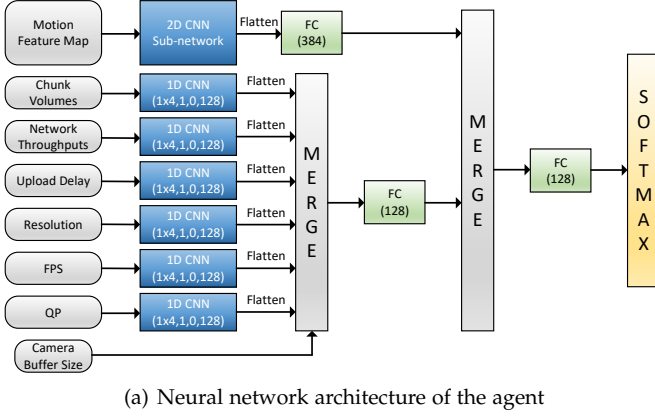 Motion
Feature Map
2D CNN
Sub-network
Flatten
FC
(384)
Chunk
Volumes
1D CNN
(1x4,1,0,128)
Flatten
Network
Throughputs
1D CNN
(1x4,1,0,128)
Flatten
Upload Delay
1D CNN
(1x4,1,0,128)
Flatten
Resolution
1D CNN
(1x4,1,0,128)
Flatten
FPS
1D CNN
(1x4,1,0,128)
Flatten
QP
1D CNN
(1x4,1,0,128)
Flatten
Camera
Buffer Size
MERGE
FC
(128)
MERGE
FC
(128)
SOFTMAX
(a) Neural network architecture of the agent